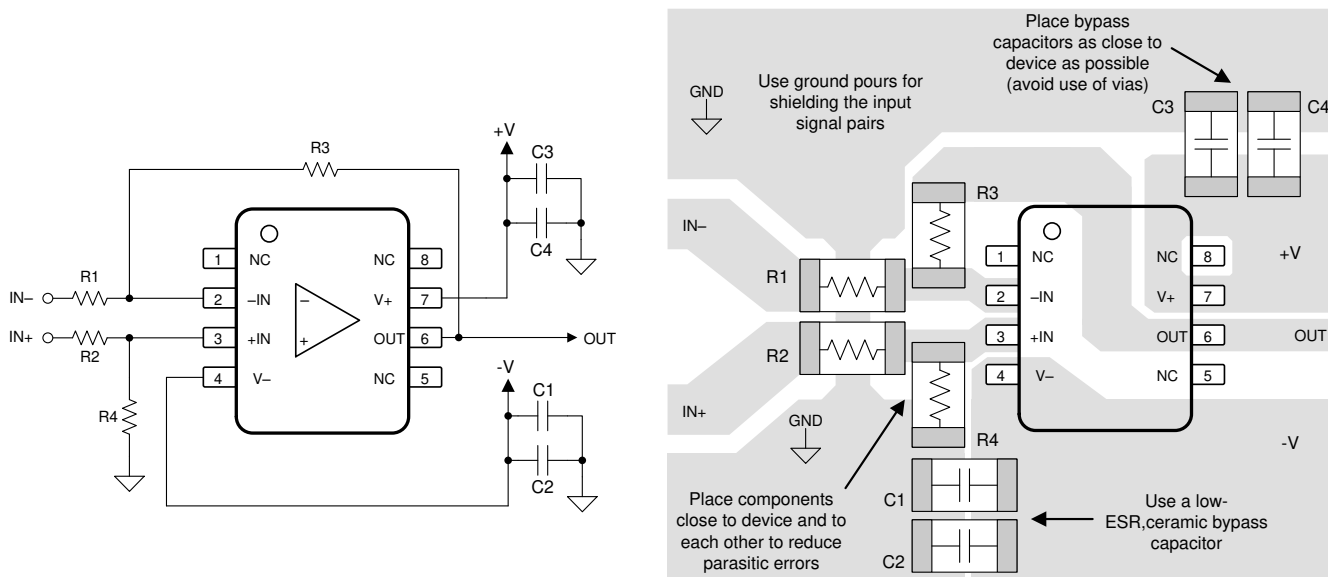 R3
+V
C3
C4
1
NC
NC
8
IN–
R1
2
–IN
–
V+
7
IN+
R2
3
+IN
+
OUT
6
OUT
4
V–
NC
5
R4
-V
C1
C2
Place bypass
capacitors as close to
device as possible
(avoid use of vias)
Use ground pours for
shielding the input
signal pairs
GND
C3
C4
R3
IN–
1
NC
NC
8
+V
R1
2
–IN
V+
7
3
+IN
OUT
6
OUT
R2
4
V–
NC
5
IN+
GND
R4
-V
C1
C2
Place components
close to device and to
each other to reduce
parasitic errors
Use a low-
ESR,ceramic bypass
capacitor